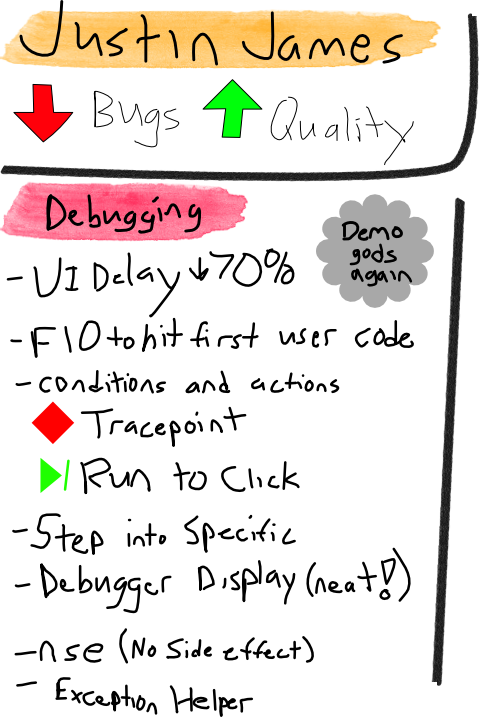 Justin James
Bugs Quality
Debugging
Demo
gods
again
- UI Delay ↓ 70%
- F10 to hit first user code
- conditions and actions
Tracepoint
Run to Click
- Step into Specific
- Debugger Display (neat!)
- nse (No Side effect)
- Exception Helper